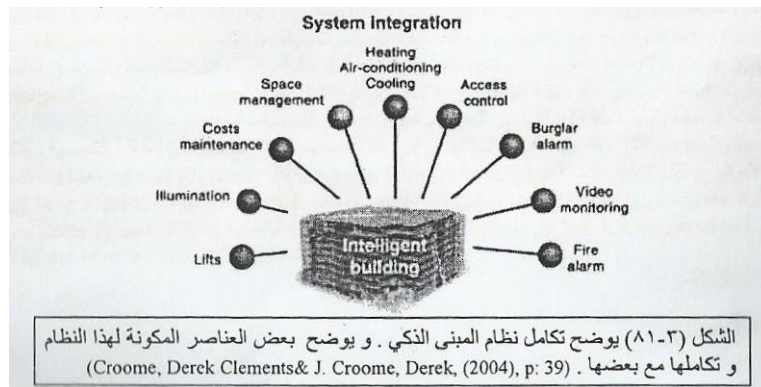 System integration
Heating
Air-conditioning
Cooling
Space
management
Access
control
Costs
maintenance
Burglar
alarm
Illumination
Video
monitoring
Lifts
Intelligent
building
Fire
alarm
الشكل (٣-٨١) يوضح تكامل نظام المبنى الذكي . و يوضح بعض العناصر المكونة لهذا النظام
و تكاملها مع بعضها . (Croome, Derek Clements& J. Croome, Derek, (2004), p: 39)